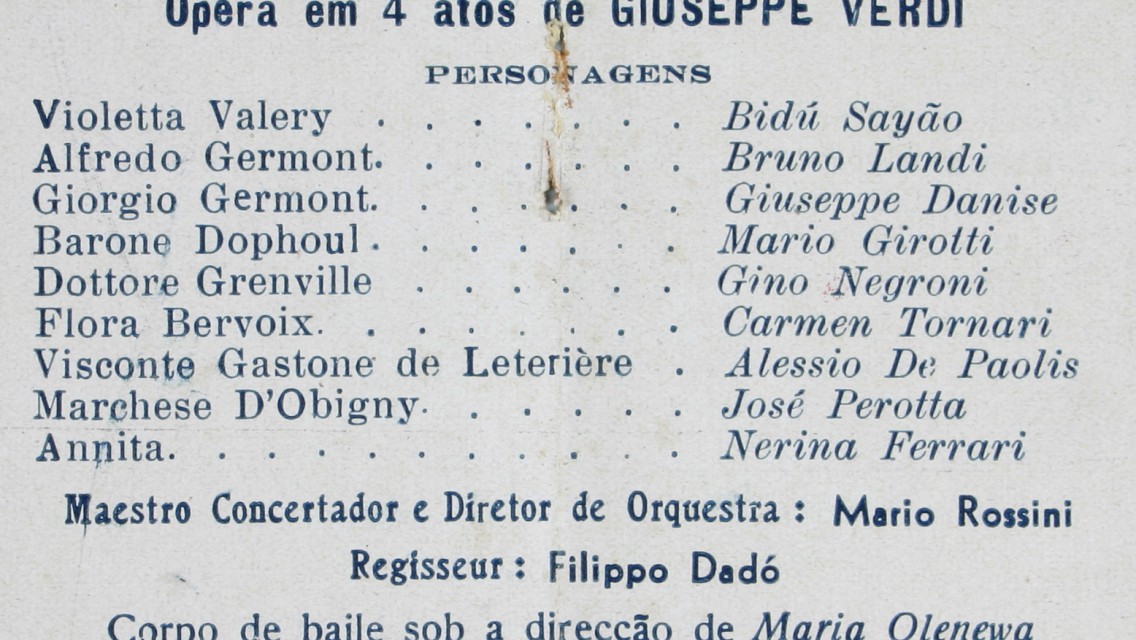 Ópera em 4 atos de GIUSEPPE VERDI
PERSONAGENS
Violetta Valery . . . . . . . Bidú Sayão
Alfredo Germont. . . . . . . Bruno Landi
Giorgio Germont. . . . . . . Giuseppe Danise
Barone Dophoul . . . . . . . Mario Girotti
Dottore Grenville . . . . . . Gino Negroni
Flora Bervoix. . . . . . . . Carmen Tornari
Visconte Gastone de Leterière . Alessio De Paolis
Marchese D'Obigny. . . . . . José Perotta
Annita. . . . . . . . . . . Nerina Ferrari
Maestro Concertador e Diretor de Orquestra : Mario Rossini
Regisseur : Filippo Dadó
Corpo de baile sob a direcção de Maria Olenewa